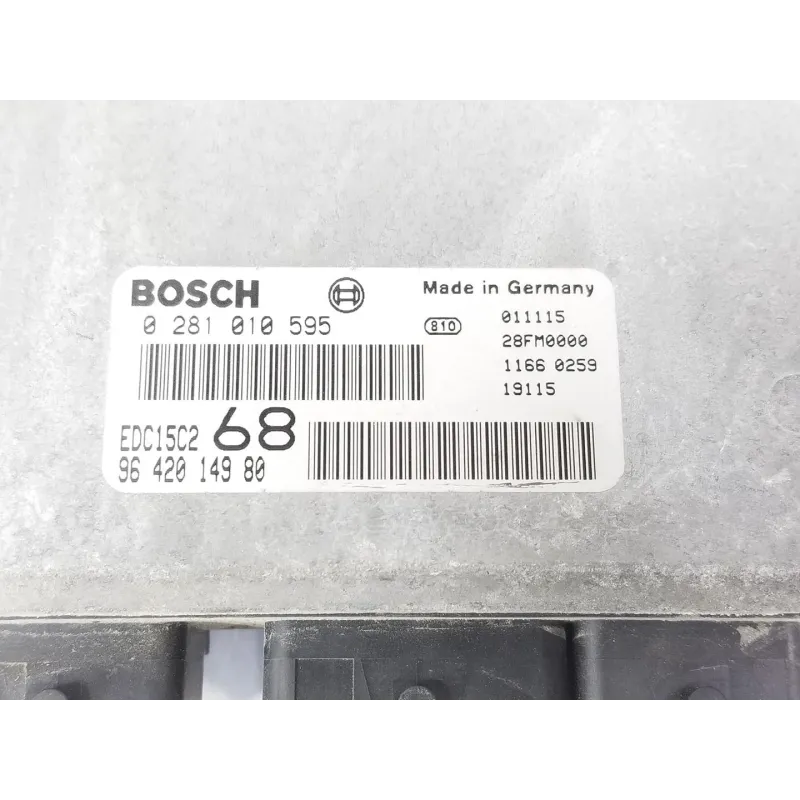 BOSCH
Made in Germany
0 281 010 595
810
011115
28FM0000
1166 0259
19115
EDC15C2 68
96 420 149 80